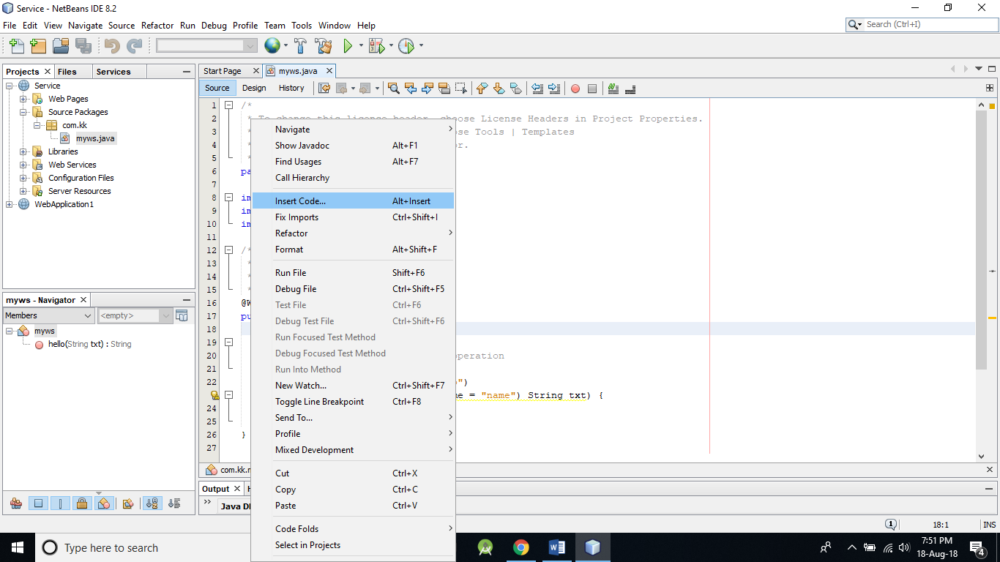 Service - NetBeans IDE 8.2
File Edit View Navigate Source Refactor Run Debug Profile Team Tools Window Help
Search (Ctrl+I)
Projects Files Services
Service
Web Pages
Source Packages
com.kk
myws.java
Libraries
Web Services
Configuration Files
Server Resources
WebApplication1
myws - Navigator
Members <empty>
myws
hello(String txt) : String
Start Page myws.java
Source Design History
1 /*
2 * To change this license header, choose License Headers in Project Properties.
3 * ose Tools | Templates
4 * or.
5 *
6 pa
7
8 im
9 im
10 im
11
12 /*
13 *
14 *
15 *
16 @W
17 pu
18
19
20 operation
21
22 o")
me = "name") String txt) {
24
25
26 }
27
Navigate
Show Javadoc Alt+F1
Find Usages Alt+F7
Call Hierarchy
Insert Code... Alt+Insert
Fix Imports Ctrl+Shift+I
Refactor
Format Alt+Shift+F
Run File Shift+F6
Debug File Ctrl+Shift+F5
Test File Ctrl+F6
Debug Test File Ctrl+Shift+F6
Run Focused Test Method
Debug Focused Test Method
Run Into Method
New Watch... Ctrl+Shift+F7
Toggle Line Breakpoint Ctrl+F8
Send To...
Profile
Mixed Development
Cut Ctrl+X
Copy Ctrl+C
Paste Ctrl+V
Code Folds
Select in Projects
com.kk.m
Output
Java D
1 18:1 INS
Type here to search
7:51 PM
18-Aug-18
4